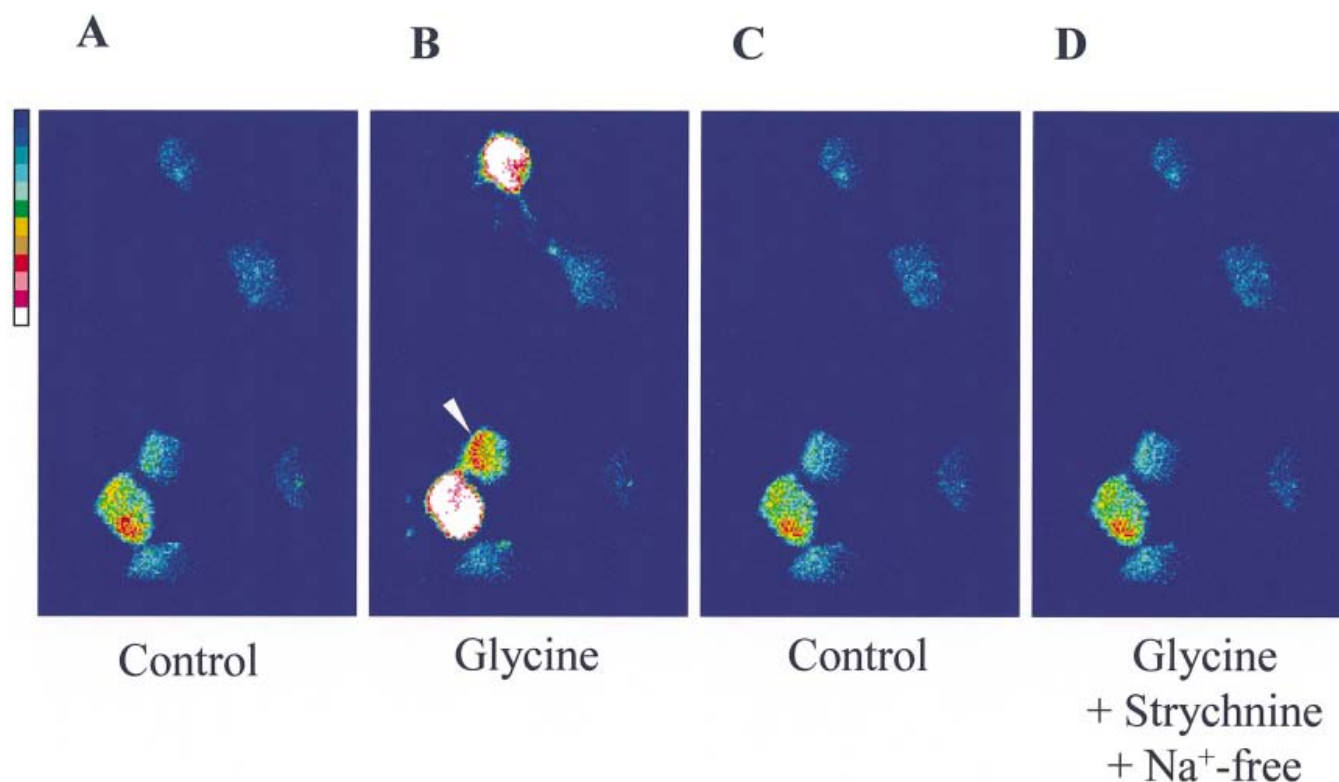 A B C D
Control Glycine Control Glycine
+ Strychnine
+ Na⁺-free